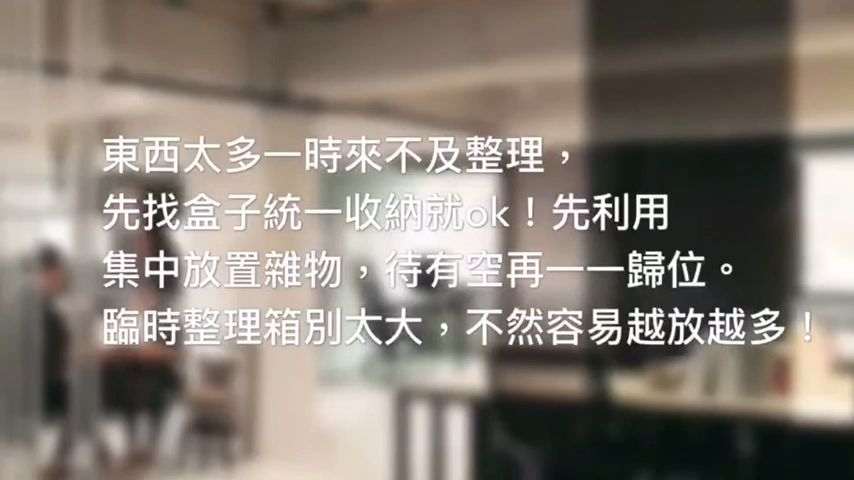 東西太多一時來不及整理，
先找盒子統一收納就ok！先利用
集中放置雜物，待有空再一一歸位。
臨時整理箱別太大，不然容易越放越多！